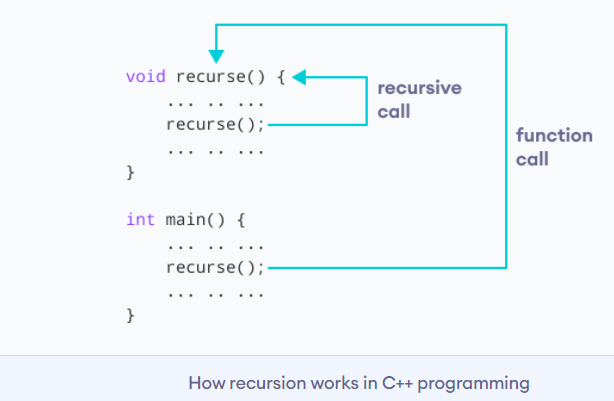 void recurse() {
... .. ...
recurse();
... .. ...
}
recursive
call
function
call
int main() {
... .. ...
recurse();
... .. ...
}
How recursion works in C++ programming